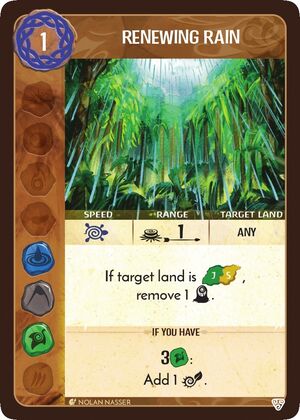 1
RENEWING RAIN
SPEED RANGE TARGET LAND
1 ANY
If target land is J S ,
remove 1 .
IF YOU HAVE
3 :
Add 1 .
NOLAN NASSER